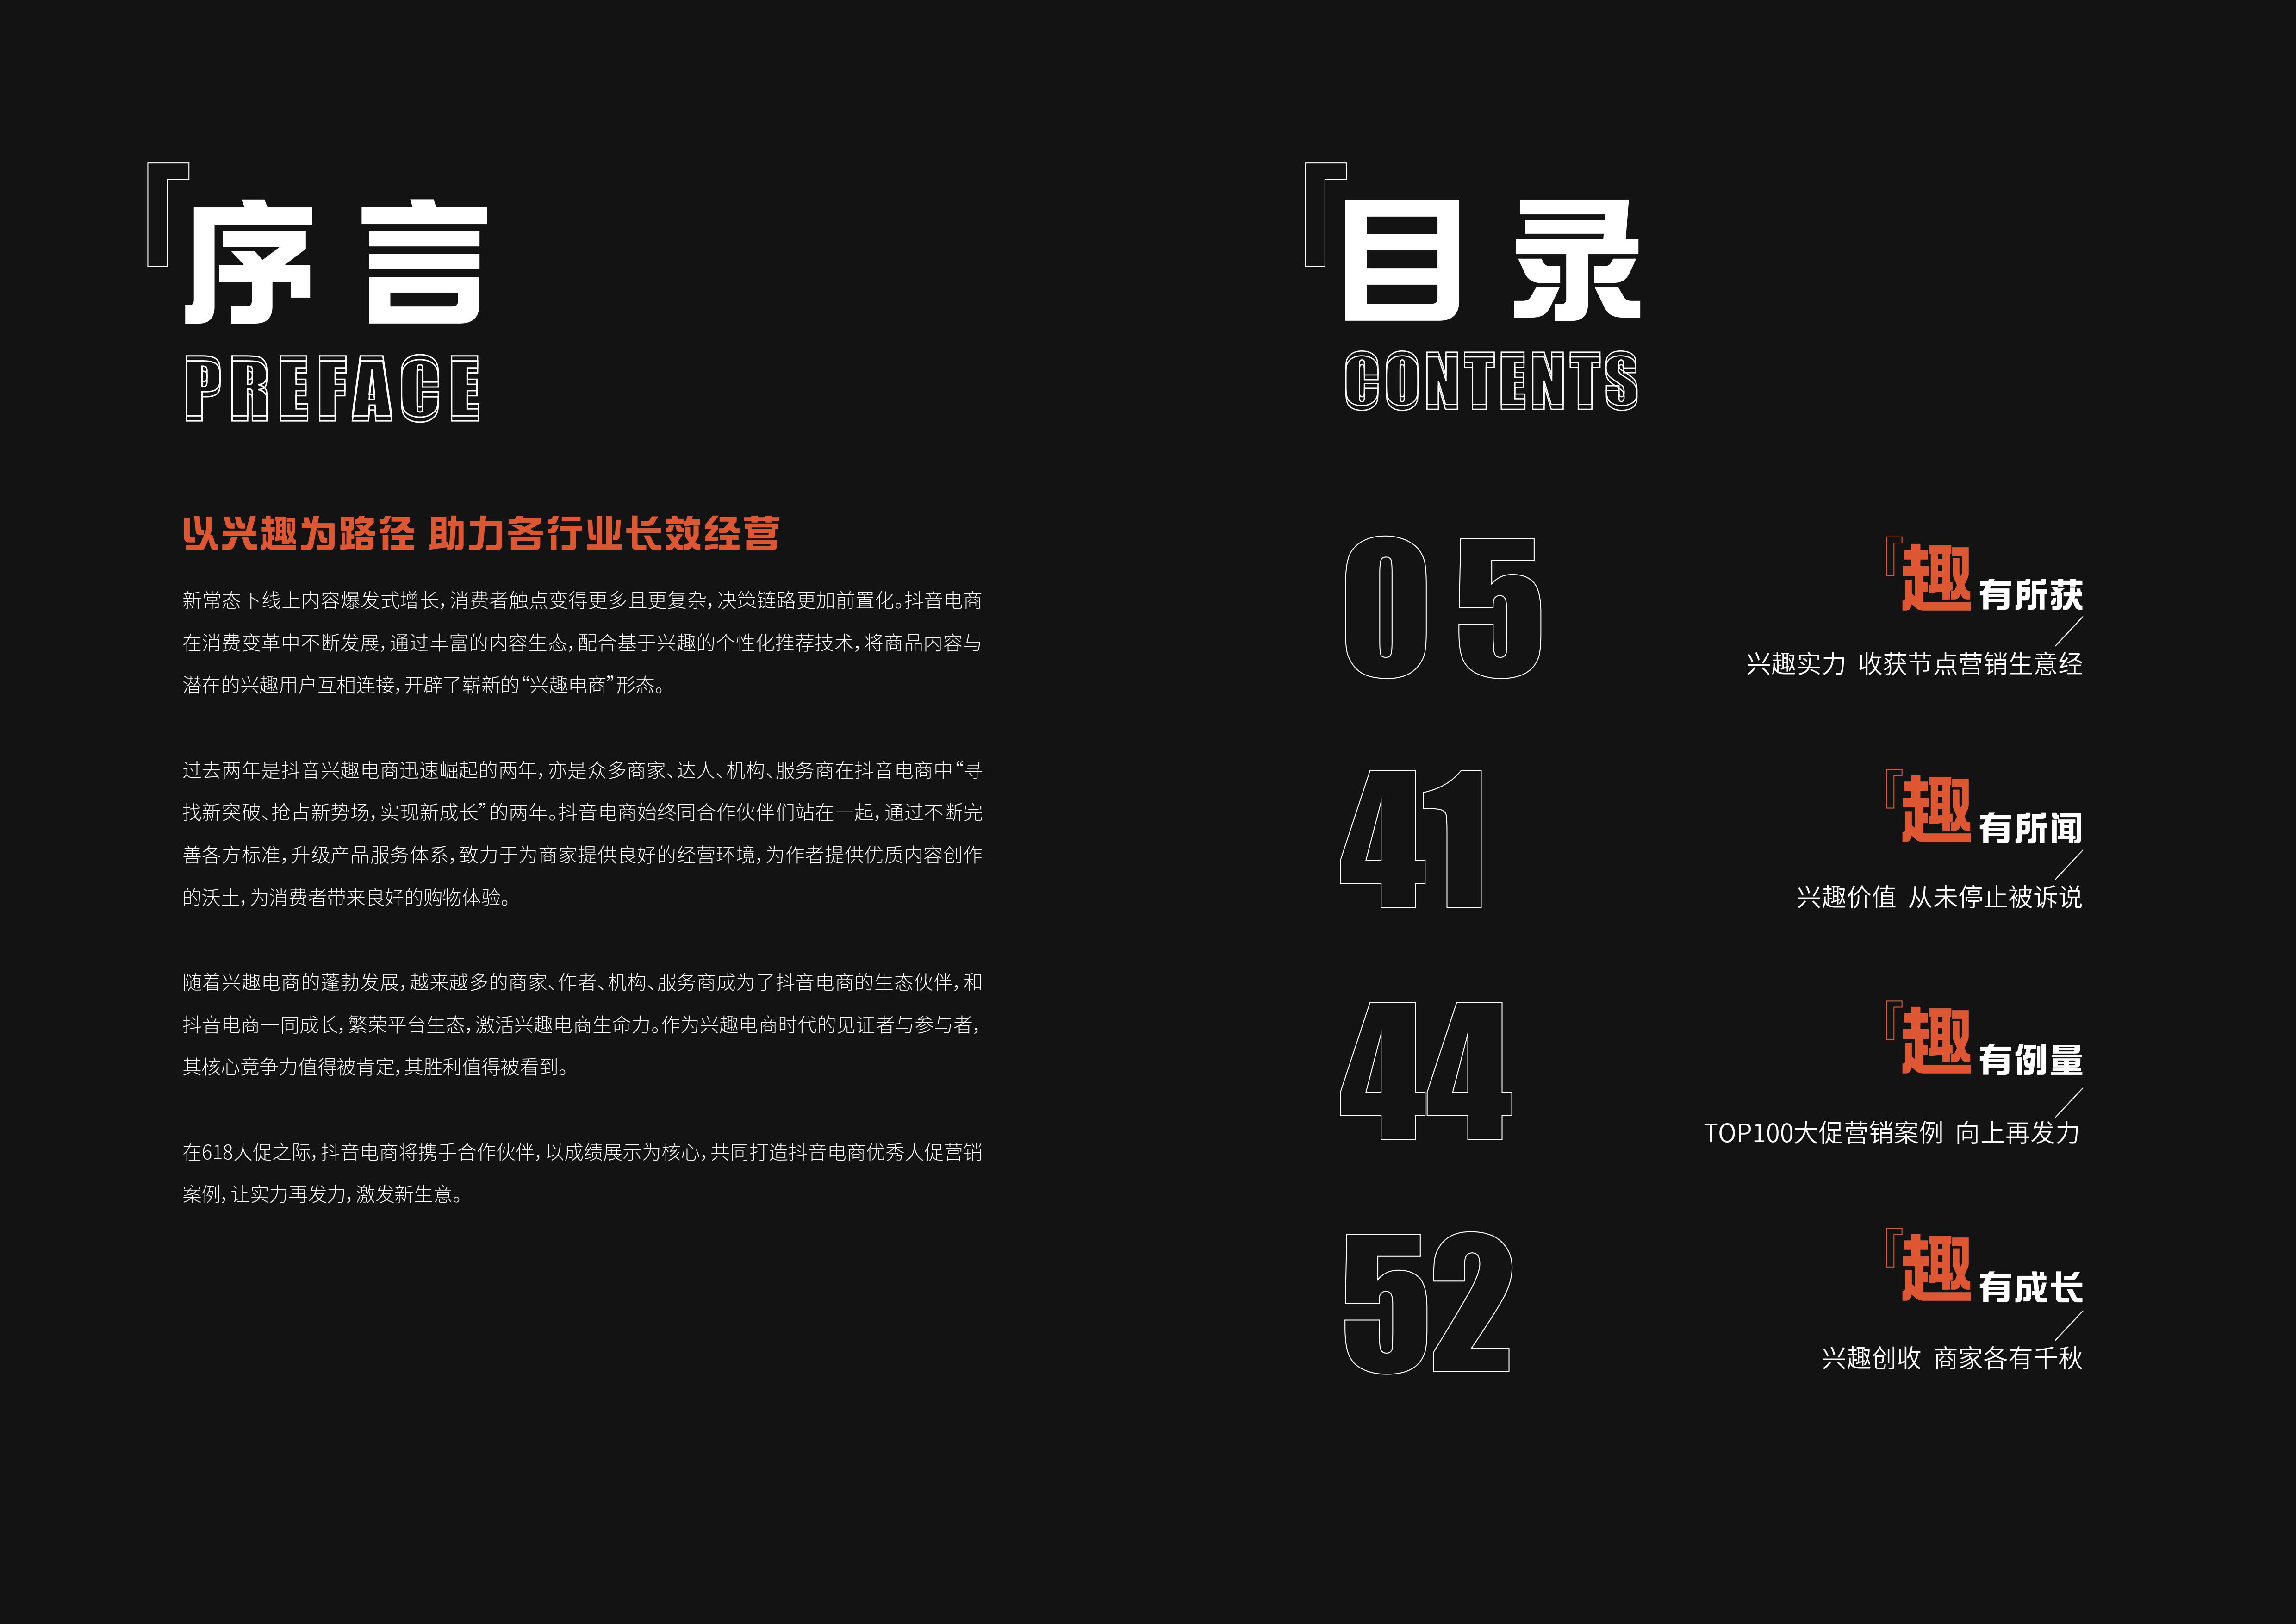 序言
PREFACE
以兴趣为路径 助力各行业长效经营
新常态下线上内容爆发式增长，消费者触点变得更多且更复杂，决策链路更加前置化。抖音电商
在消费变革中不断发展，通过丰富的内容生态，配合基于兴趣的个性化推荐技术，将商品内容与
潜在的兴趣用户互相连接，开辟了崭新的“兴趣电商”形态。
过去两年是抖音兴趣电商迅速崛起的两年，亦是众多商家、达人、机构、服务商在抖音电商中“寻
找新突破、抢占新势场，实现新成长”的两年。抖音电商始终同合作伙伴们站在一起，通过不断完
善各方标准，升级产品服务体系，致力于为商家提供良好的经营环境，为作者提供优质内容创作
的沃土，为消费者带来良好的购物体验。
随着兴趣电商的蓬勃发展，越来越多的商家、作者、机构、服务商成为了抖音电商的生态伙伴，和
抖音电商一同成长，繁荣平台生态，激活兴趣电商生命力。作为兴趣电商时代的见证者与参与者，
其核心竞争力值得被肯定，其胜利值得被看到。
在618大促之际，抖音电商将携手合作伙伴，以成绩展示为核心，共同打造抖音电商优秀大促营销
案例，让实力再发力，激发新生意。
目录
CONTENTS
05
趣有所获
兴趣实力 收获节点营销生意经
41
趣有所闻
兴趣价值 从未停止被诉说
44
趣有例量
TOP100大促营销案例 向上再发力
52
趣有成长
兴趣创收 商家各有千秋